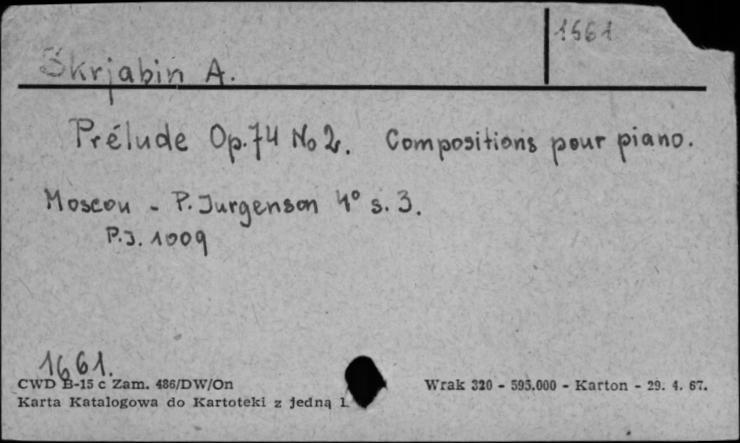 1661
Skrjabin A.
Prélude Op.74 No 2. Compositions pour piano.
Moscou - P. Jurgenson 4° s. 3.
P.J. 1009
1661.
CWD B-15 c Zam. 486/DW/On
Wrak 320 - 595.000 - Karton - 29. 4. 67.
Karta Katalogowa do Kartoteki z jedną